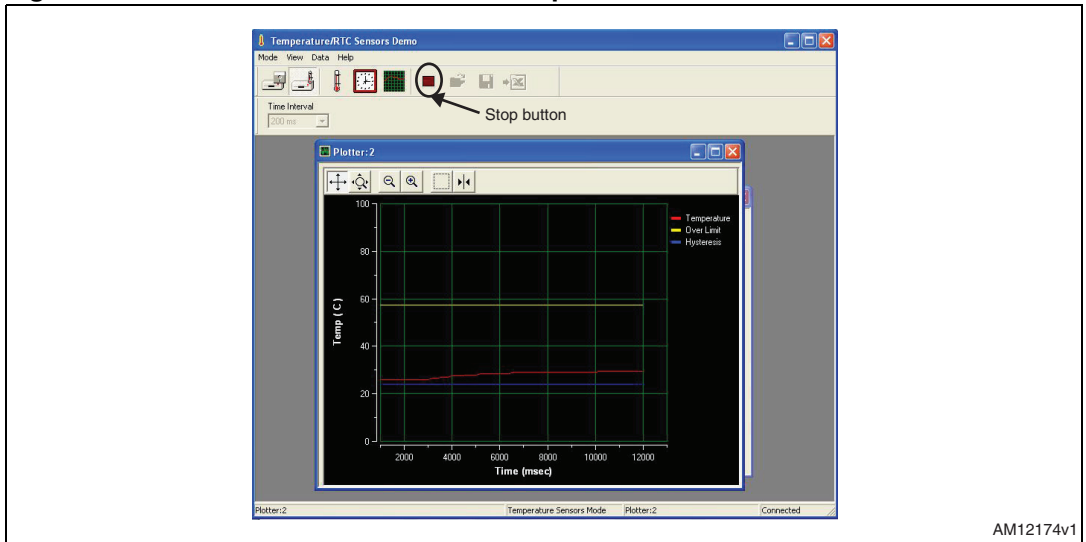 Temperature/RTC Sensors Demo
Mode View Data Help
Time Interval
200 ms
Stop button
Plotter:2
100
80
60
40
20
0
Temp ( C )
2000 4000 6000 8000 10000 12000
Time (msec)
Temperature
Over Limit
Hysteresis
Plotter:2 Temperature Sensors Mode Plotter:2 Connected
AM12174v1